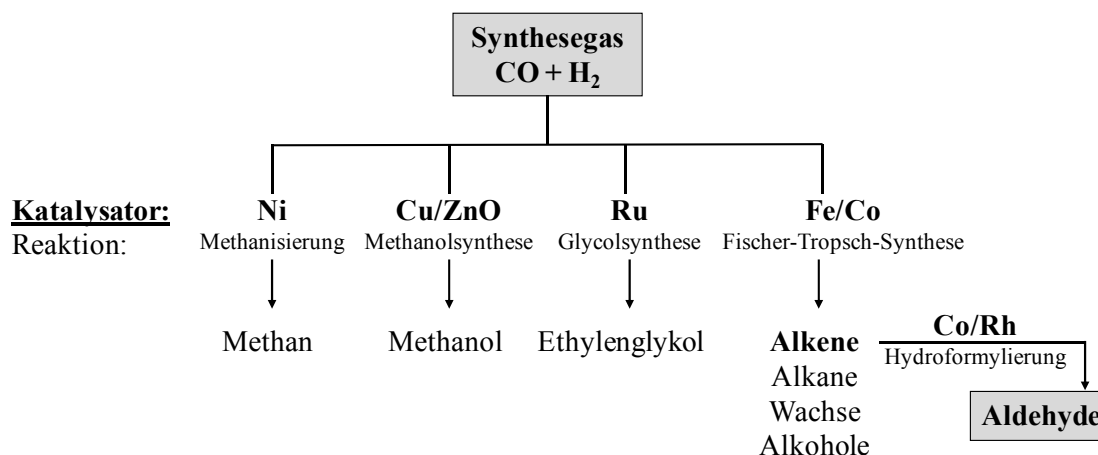 Synthesegas
CO + H₂
Katalysator: Ni Cu/ZnO Ru Fe/Co
Reaktion: Methanisierung Methanolsynthese Glycolsynthese Fischer-Tropsch-Synthese
Methan Methanol Ethylenglykol Alkene Co/Rh
Hydroformylierung
Alkane
Wachse Aldehyde
Alkohole